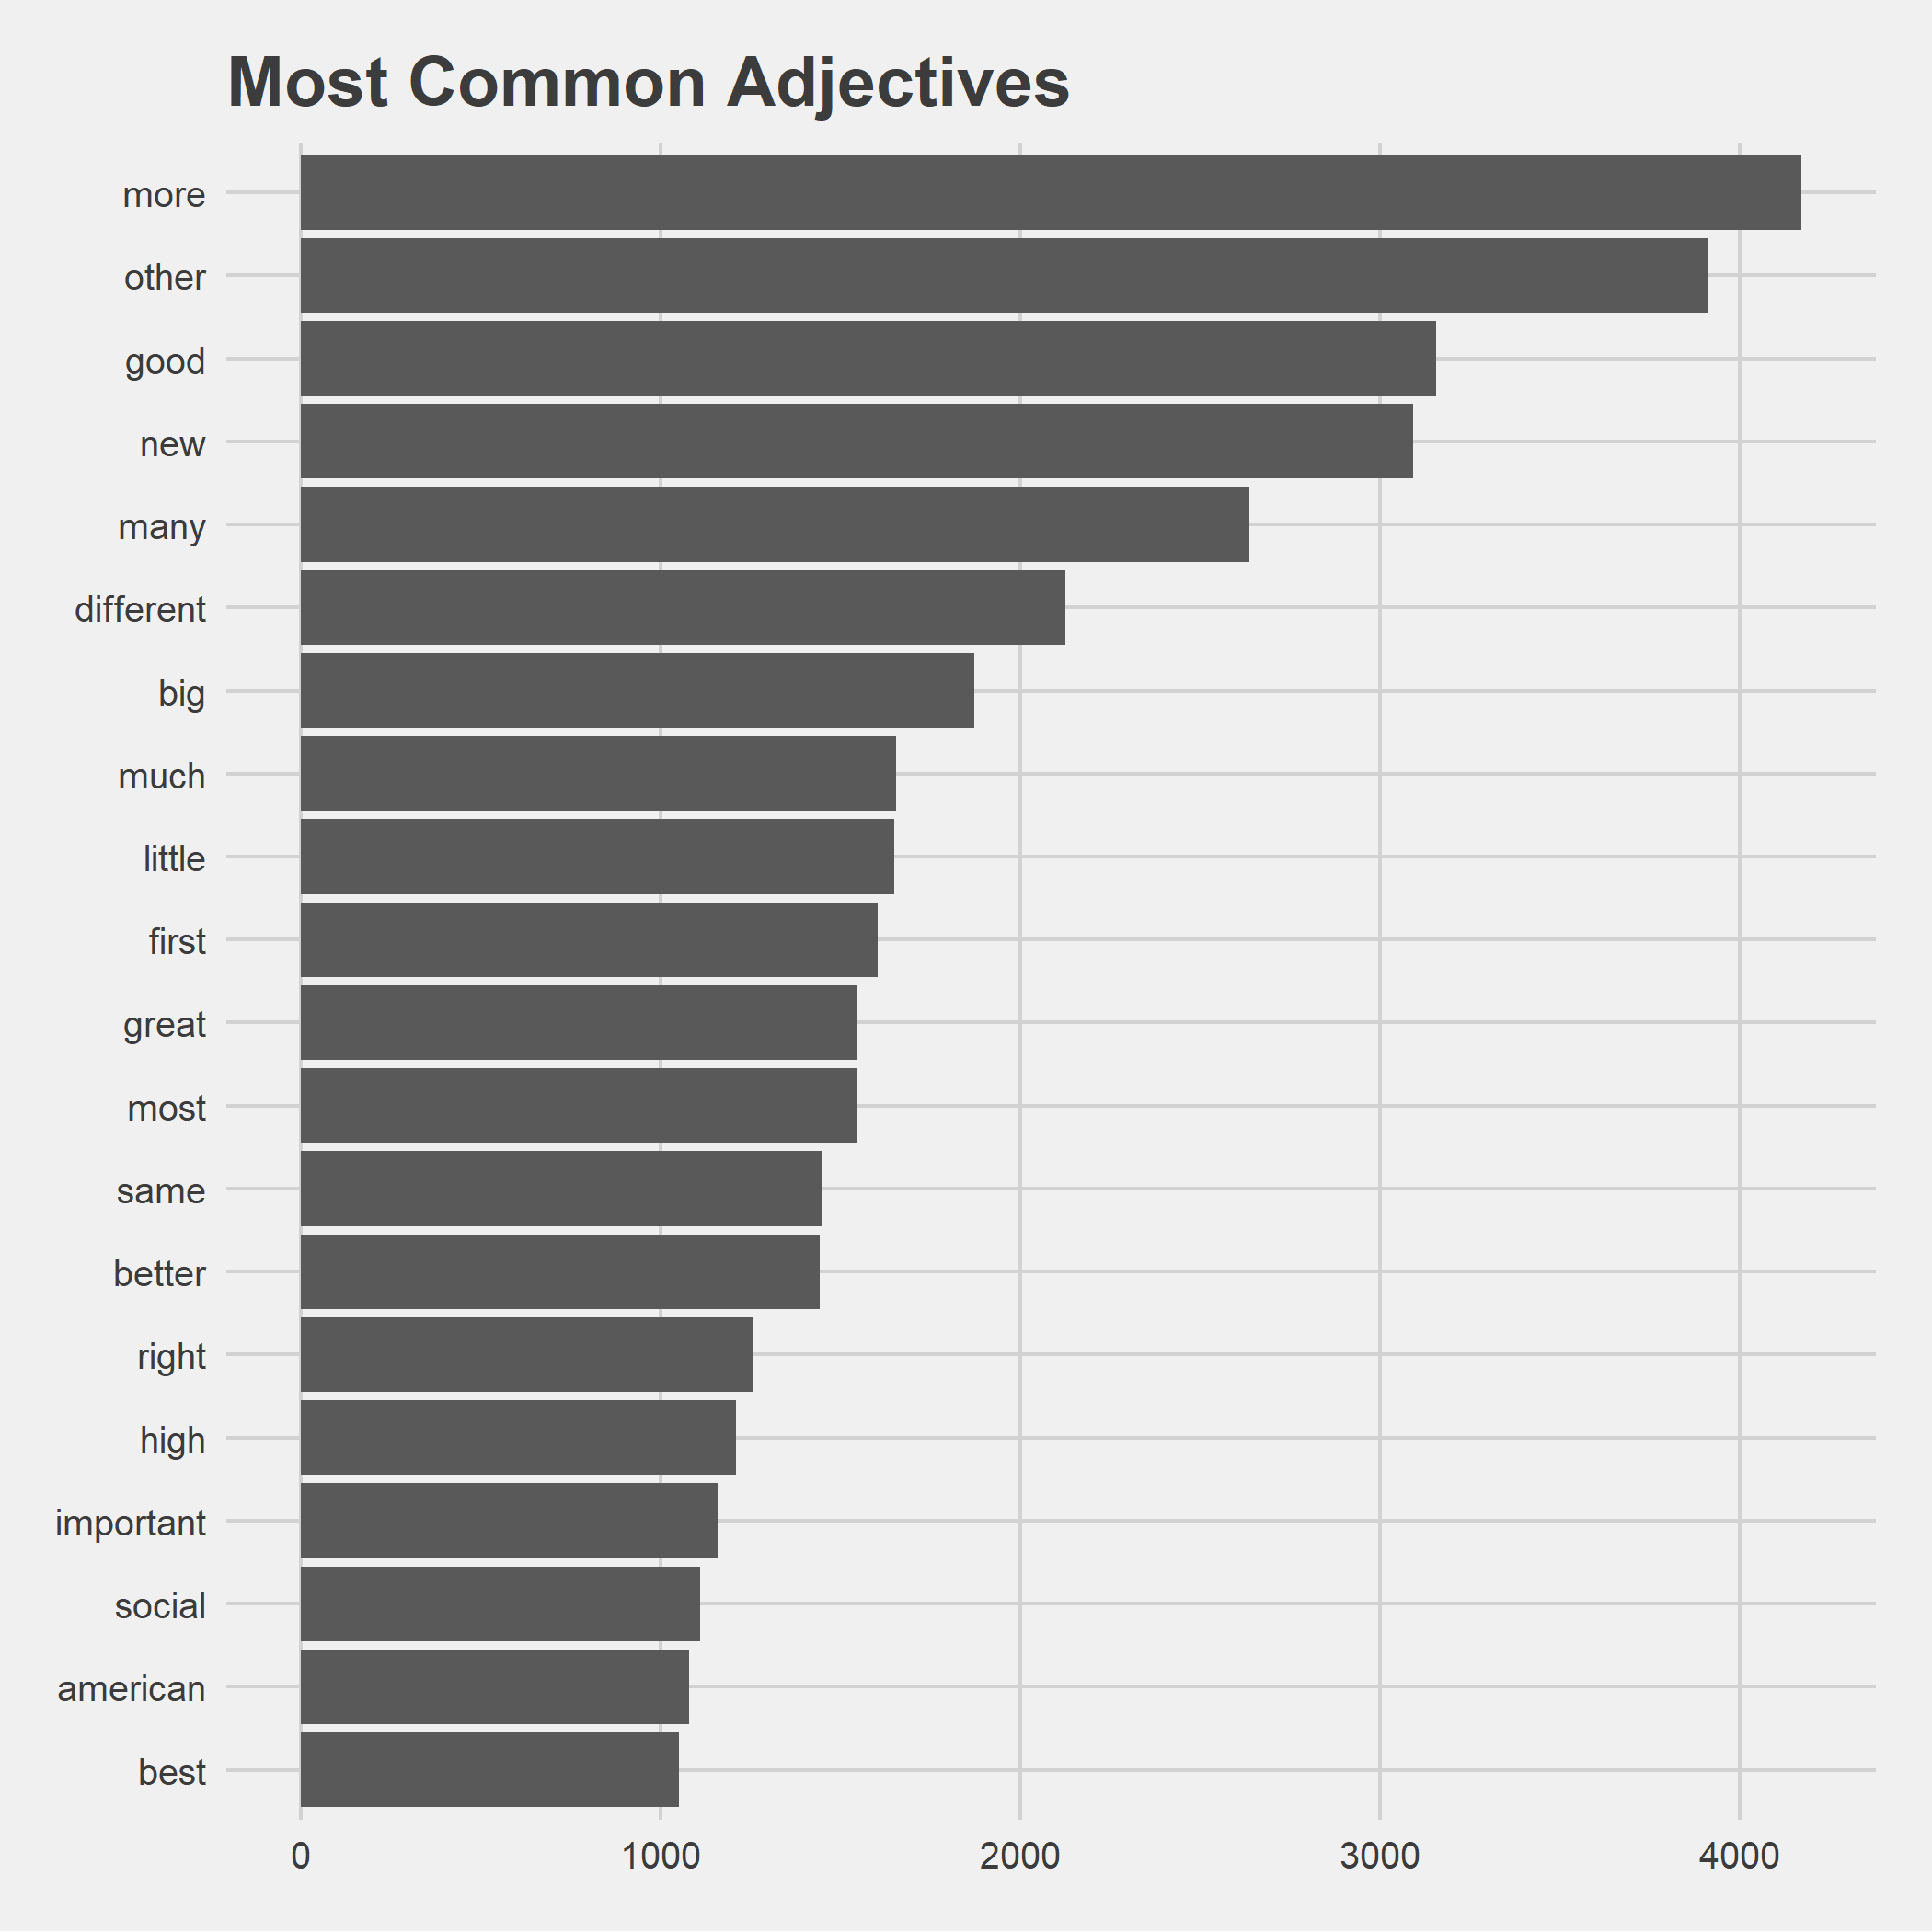 Most Common Adjectives
more
other
good
new
many
different
big
much
little
first
great
most
same
better
right
high
important
social
american
best
0 1000 2000 3000 4000